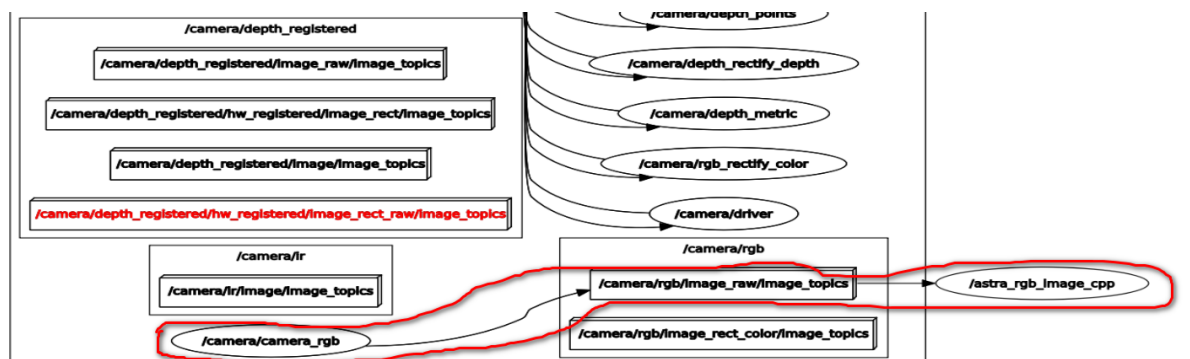 /camera/depth_points
/camera/depth_registered
/camera/depth_registered/image_raw/image_topics
/camera/depth_rectify_depth
/camera/depth_registered/hw_registered/image_rect/image_topics
/camera/depth_metric
/camera/depth_registered/image/image_topics
/camera/rgb_rectify_color
/camera/depth_registered/hw_registered/image_rect_raw/image_topics
/camera/driver
/camera/ir
/camera/rgb
/camera/ir/image/image_topics
/camera/rgb/image_raw/image_topics
/astra_rgb_image_cpp
/camera/camera_rgb
/camera/rgb/image_rect_color/image_topics